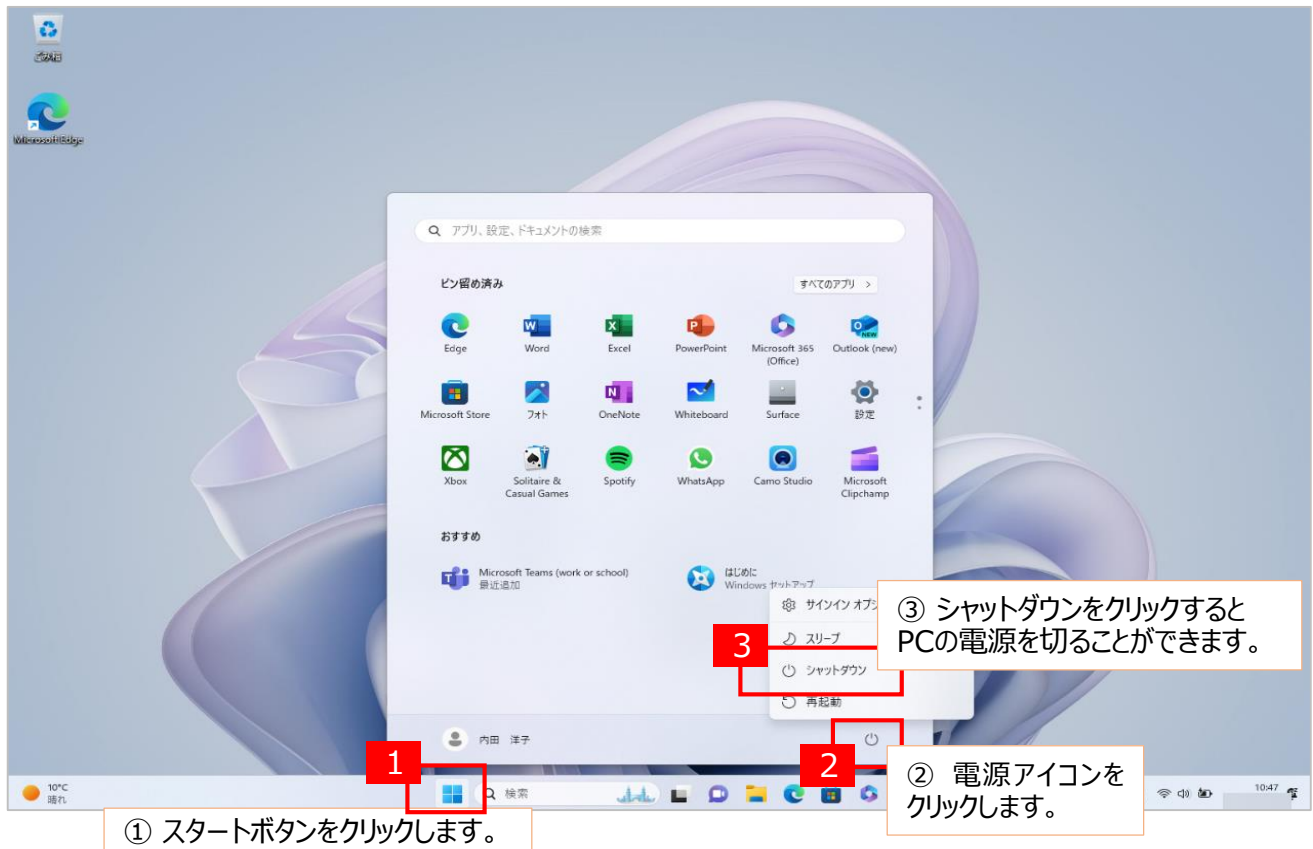 ごみ箱
Microsoft Edge
アプリ、設定、ドキュメントの検索
ピン留め済み
すべてのアプリ >
Edge
Word
Excel
PowerPoint
Microsoft 365
(Office)
Outlook (new)
Microsoft Store
フォト
OneNote
Whiteboard
Surface
設定
Xbox
Solitaire &
Casual Games
Spotify
WhatsApp
Camo Studio
Microsoft
Clipchamp
おすすめ
Microsoft Teams (work or school)
最近追加
はじめに
Windows セットアップ
サインイン オプシ
スリープ
シャットダウン
再起動
3
③ シャットダウンをクリックすると
PCの電源を切ることができます。
内田 洋子
1
2
② 電源アイコンを
クリックします。
10°C
晴れ
検索
10:47
① スタートボタンをクリックします。